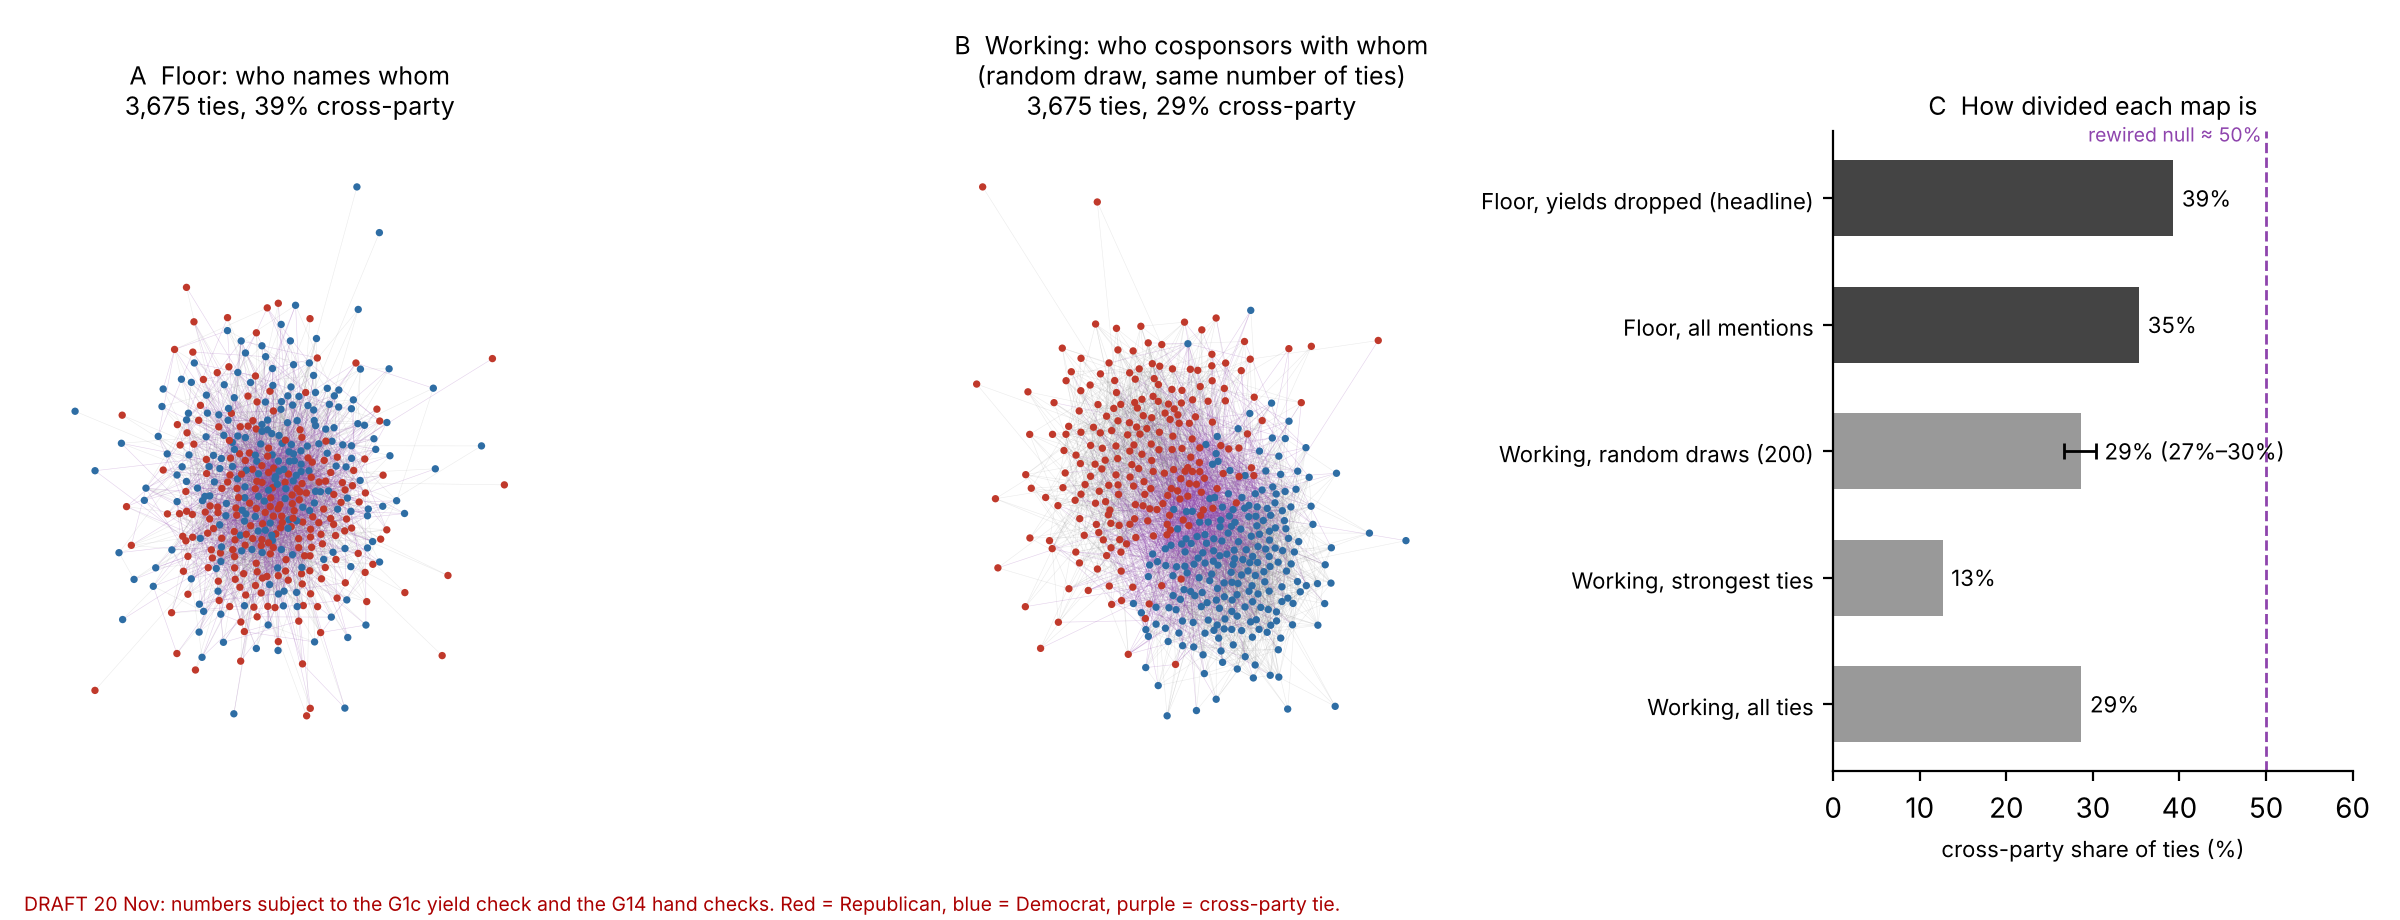 A Floor: who names whom
3,675 ties, 39% cross-party
B Working: who cosponsors with whom
(random draw, same number of ties)
3,675 ties, 29% cross-party
C How divided each map is
rewired null ≈ 50%
Floor, yields dropped (headline)
39%
Floor, all mentions
35%
Working, random draws (200)
29% (27%–30%)
Working, strongest ties
13%
Working, all ties
29%
0 10 20 30 40 50 60
cross-party share of ties (%)
DRAFT 20 Nov: numbers subject to the G1c yield check and the G14 hand checks. Red = Republican, blue = Democrat, purple = cross-party tie.